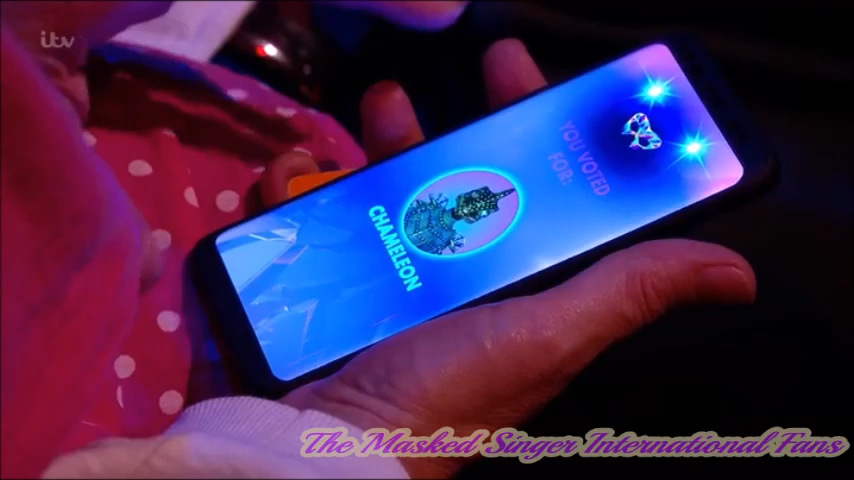 itv
YOU VOTED
FOR:
CHAMELEON
The Masked Singer International Fans